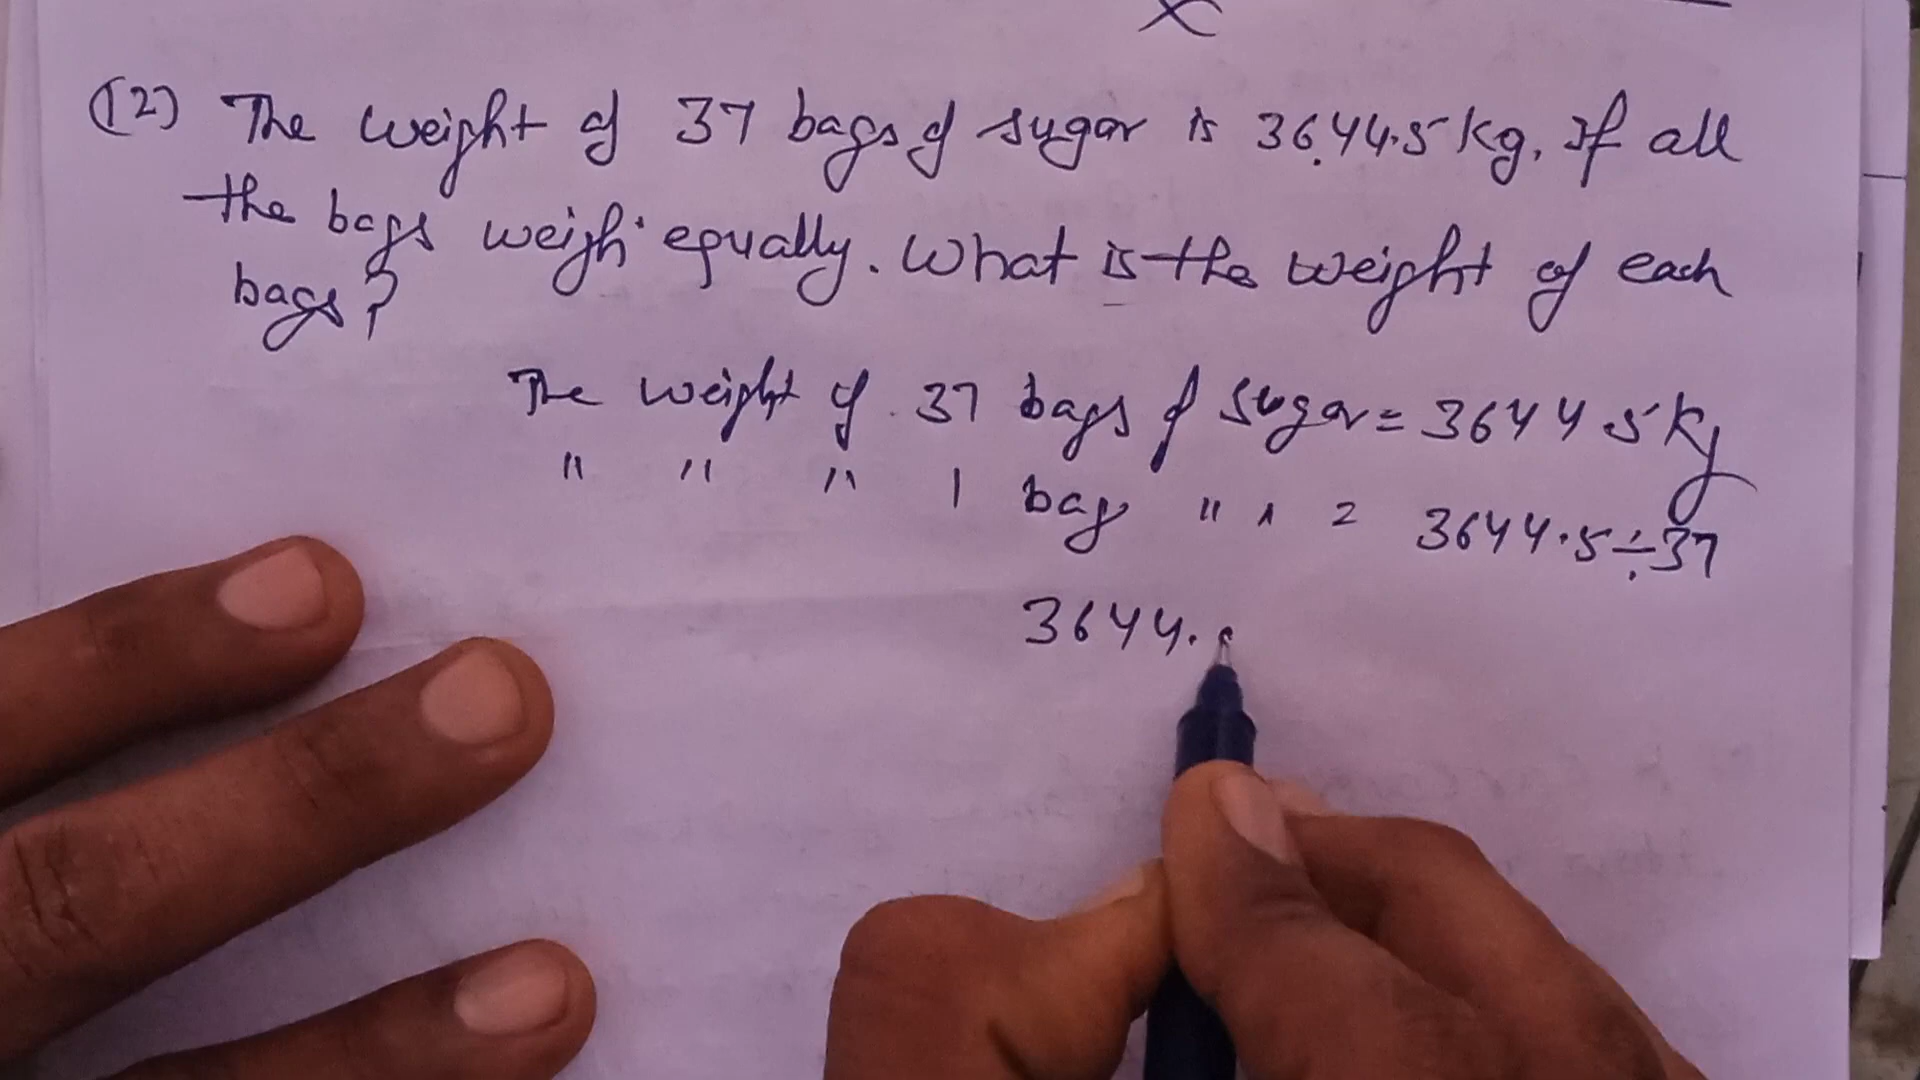 (12) The weight of 37 bags of sugar is 3644.5 kg, If all
the bags weigh equally. What is the weight of each
bags?
The weight of 37 bags of sugar = 3644 5 kg
" " " 1 bag " " = 3644.5÷37
3644.